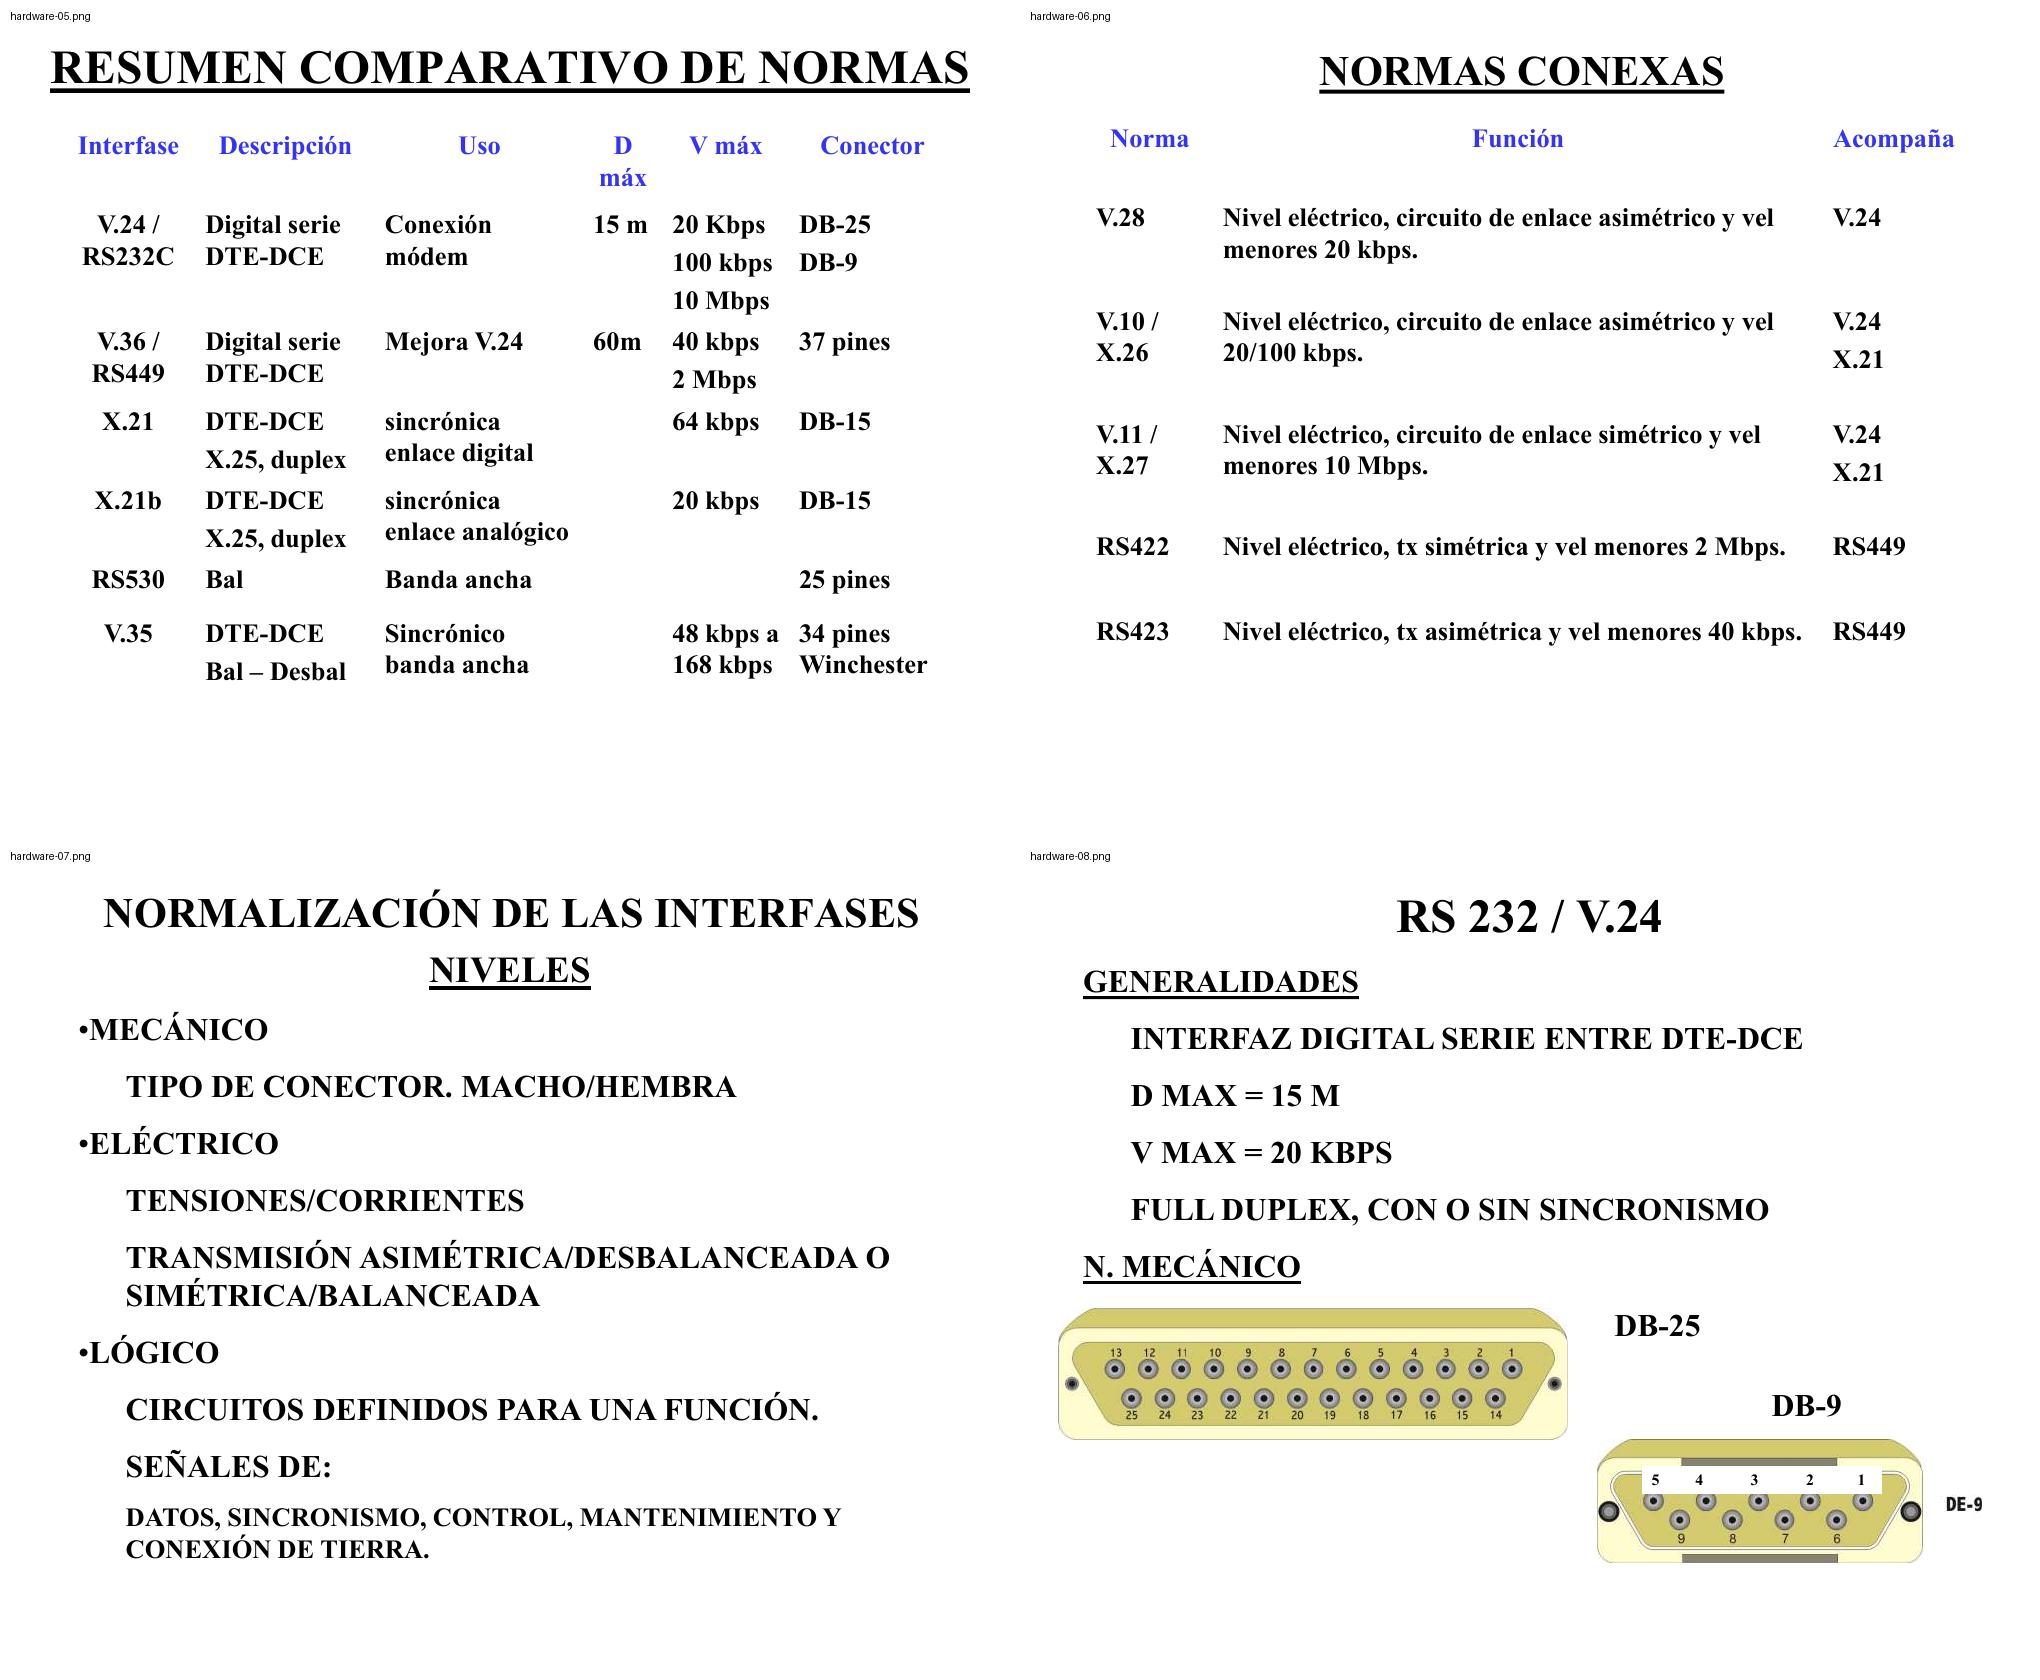 hardware-05.png
RESUMEN COMPARATIVO DE NORMAS
Interfase Descripción Uso D máx V máx Conector
V.24 / RS232C Digital serie DTE-DCE Conexión módem 15 m 20 Kbps 100 kbps 10 Mbps DB-25 DB-9
V.36 / RS449 Digital serie DTE-DCE Mejora V.24 60m 40 kbps 2 Mbps 37 pines
X.21 DTE-DCE X.25, duplex sincrónica enlace digital 64 kbps DB-15
X.21b DTE-DCE X.25, duplex sincrónica enlace analógico 20 kbps DB-15
RS530 Bal Banda ancha 25 pines
V.35 DTE-DCE Bal – Desbal Sincrónico banda ancha 48 kbps a 168 kbps 34 pines Winchester
hardware-06.png
NORMAS CONEXAS
Norma Función Acompaña
V.28 Nivel eléctrico, circuito de enlace asimétrico y vel menores 20 kbps. V.24
V.10 / X.26 Nivel eléctrico, circuito de enlace asimétrico y vel 20/100 kbps. V.24 X.21
V.11 / X.27 Nivel eléctrico, circuito de enlace simétrico y vel menores 10 Mbps. V.24 X.21
RS422 Nivel eléctrico, tx simétrica y vel menores 2 Mbps. RS449
RS423 Nivel eléctrico, tx asimétrica y vel menores 40 kbps. RS449
hardware-07.png
NORMALIZACIÓN DE LAS INTERFASES
NIVELES
•MECÁNICO
TIPO DE CONECTOR. MACHO/HEMBRA
•ELÉCTRICO
TENSIONES/CORRIENTES
TRANSMISIÓN ASIMÉTRICA/DESBALANCEADA O
SIMÉTRICA/BALANCEADA
•LÓGICO
CIRCUITOS DEFINIDOS PARA UNA FUNCIÓN.
SEÑALES DE:
DATOS, SINCRONISMO, CONTROL, MANTENIMIENTO Y
CONEXIÓN DE TIERRA.
hardware-08.png
RS 232 / V.24
GENERALIDADES
INTERFAZ DIGITAL SERIE ENTRE DTE-DCE
D MAX = 15 M
V MAX = 20 KBPS
FULL DUPLEX, CON O SIN SINCRONISMO
N. MECÁNICO
DB-25
13 12 11 10 9 8 7 6 5 4 3 2 1
25 24 23 22 21 20 19 18 17 16 15 14
DB-9
5 4 3 2 1
DE-9
9 8 7 6